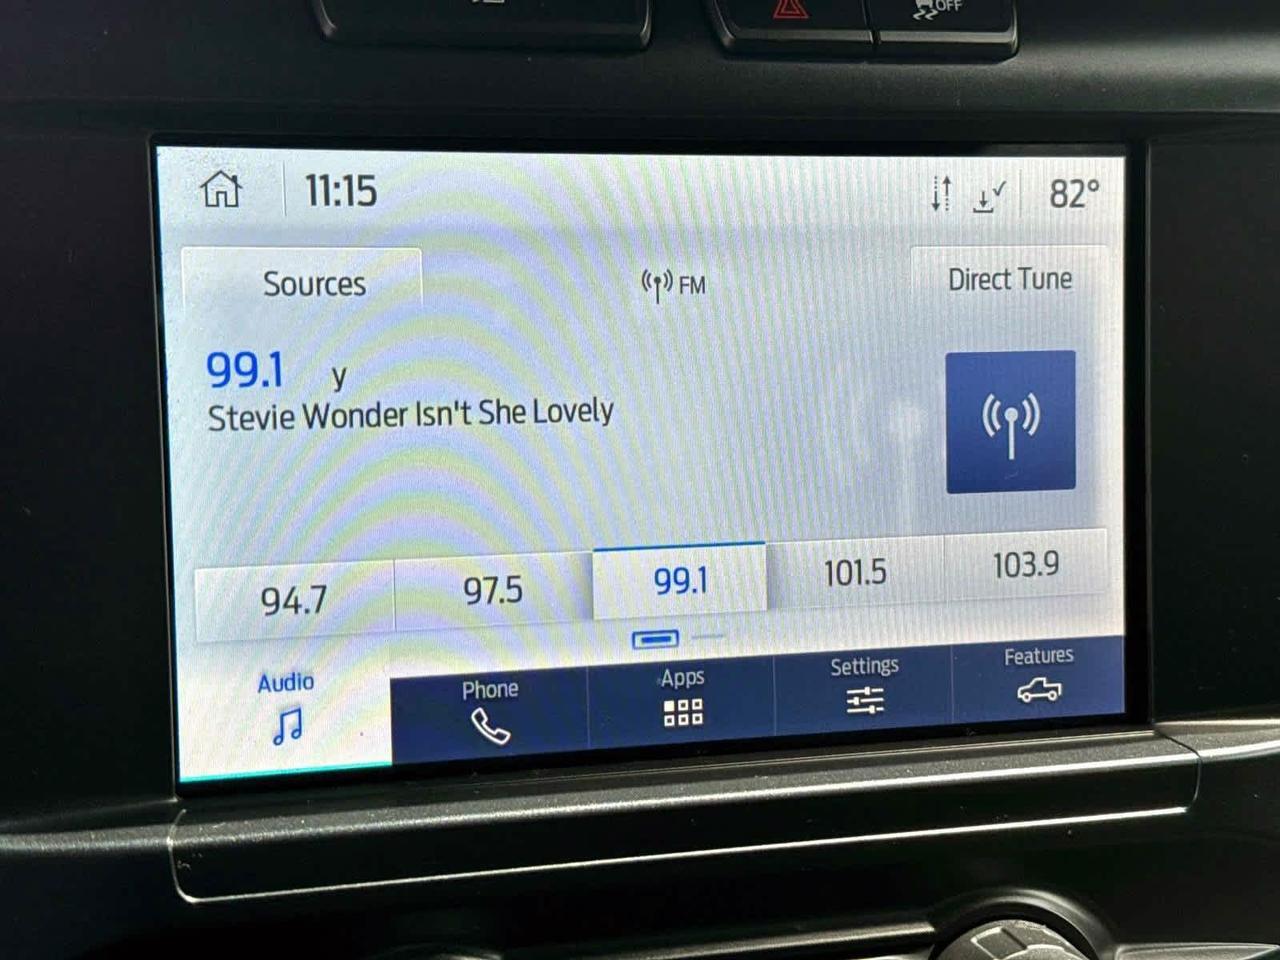 OFF
11:15
82°
Sources
FM
Direct Tune
99.1 y
Stevie Wonder Isn't She Lovely
94.7
97.5
99.1
101.5
103.9
Audio
Phone
Apps
Settings
Features